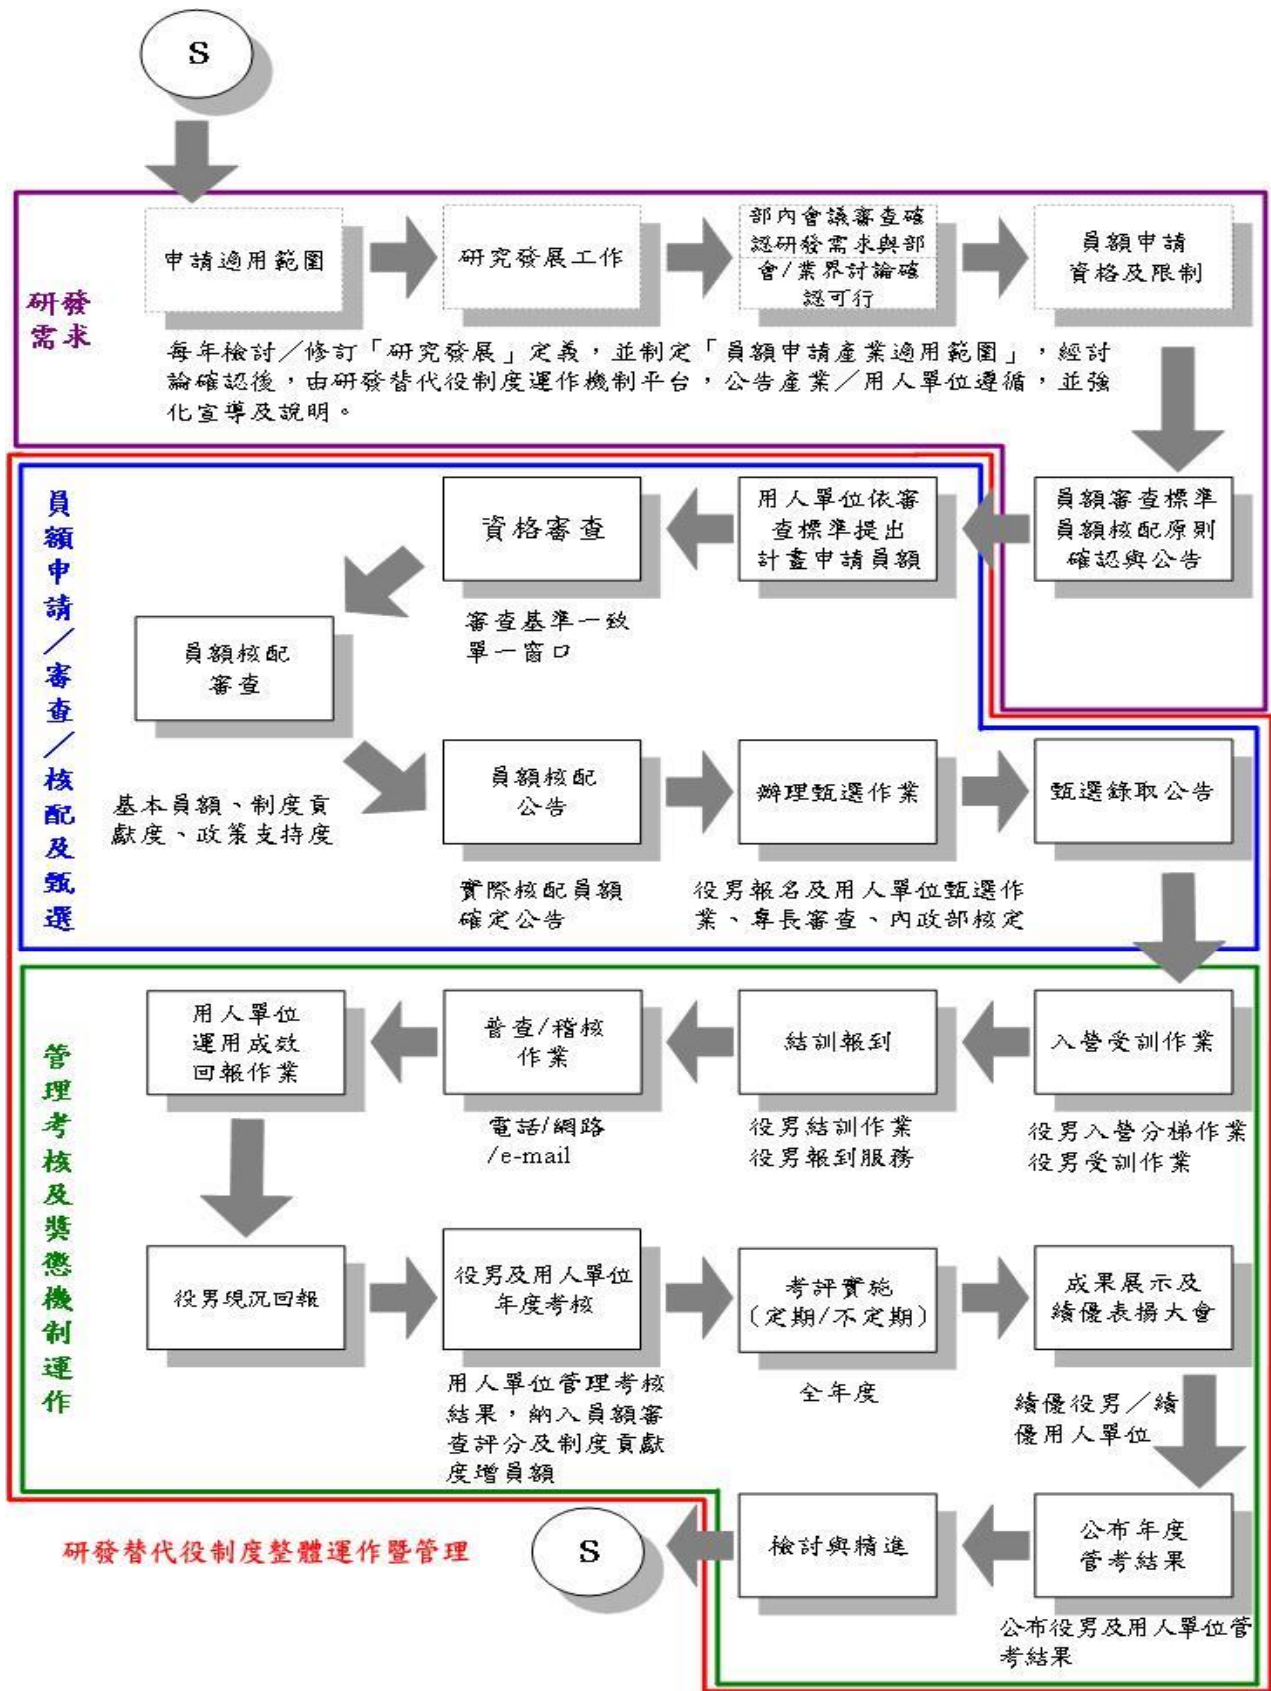 S
研發
需求
申請適用範圍
研究發展工作
部內會議審查確
認研發需求與部
會/業界討論確
認可行
員額申請
資格及限制
每年檢討／修訂「研究發展」定義，並制定「員額申請產業適用範圍」，經討
論確認後，由研發替代役制度運作機制平台，公告產業／用人單位遵循，並強
化宣導及說明。
員額審查標準
員額核配原則
確認與公告
員額申請／審查／核配及甄選
用人單位依審
查標準提出
計畫申請員額
資格審查
審查基準一致
單一窗口
員額核配
審查
基本員額、制度貢
獻度、政策支持度
員額核配
公告
實際核配員額
確定公告
辦理甄選作業
役男報名及用人單位甄選作
業、專長審查、內政部核定
甄選錄取公告
管理考核及獎懲機制運作
入營受訓作業
役男入營分梯作業
役男受訓作業
結訓報到
役男結訓作業
役男報到服務
普查/稽核
作業
電話/網路
/e-mail
用人單位
運用成效
回報作業
役男現況回報
役男及用人單位
年度考核
用人單位管理考核
結果，納入員額審
查評分及制度貢獻
度增員額
考評實施
(定期/不定期)
全年度
成果展示及
績優表揚大會
績優役男／績
優用人單位
公布年度
管考結果
公布役男及用人單位管
考結果
檢討與精進
S
研發替代役制度整體運作暨管理